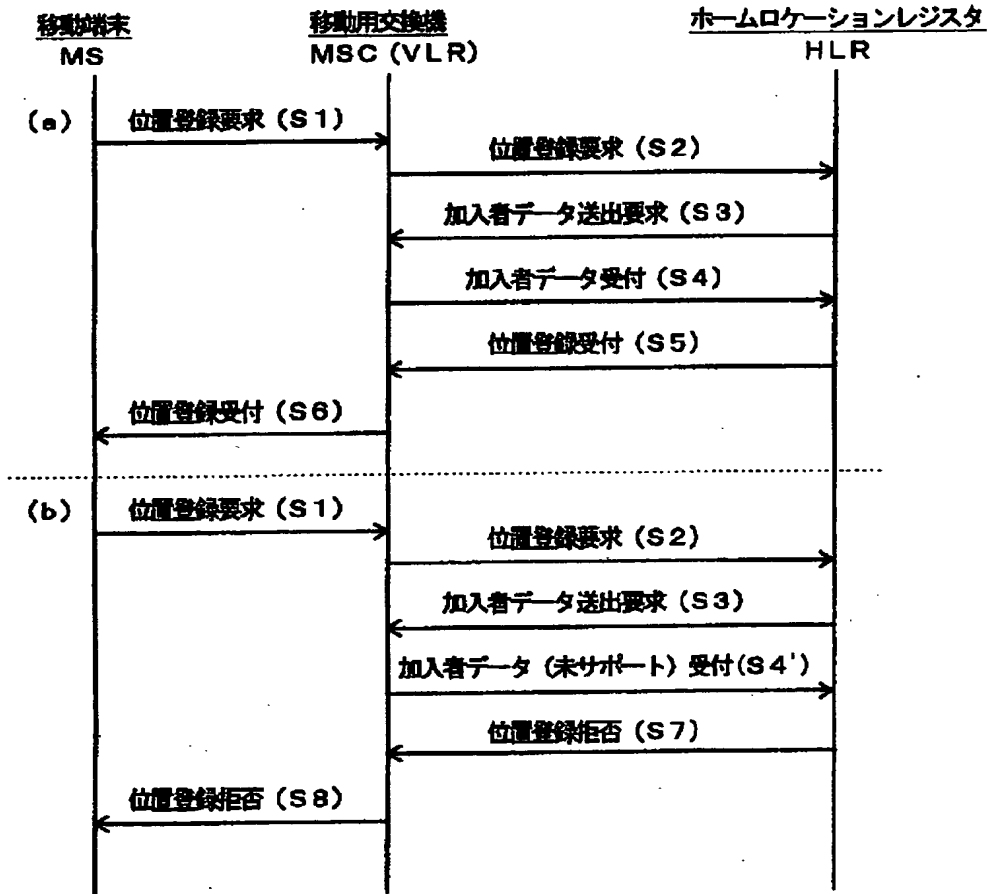 移動端末
MS
移動用交換機
MSC (VLR)
ホームロケーションレジスタ
HLR
(a)
位置登録要求 (S1)
位置登録要求 (S2)
加入者データ送出要求 (S3)
加入者データ受付 (S4)
位置登録受付 (S5)
位置登録受付 (S6)
(b)
位置登録要求 (S1)
位置登録要求 (S2)
加入者データ送出要求 (S3)
加入者データ (未サポート) 受付(S4')
位置登録拒否 (S7)
位置登録拒否 (S8)